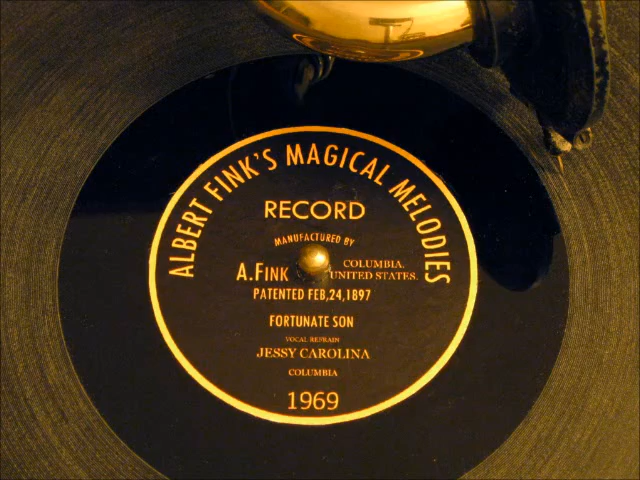 ALBERT FINK'S MAGICAL MELODIES
RECORD
MANUFACTURED BY
A.FINK COLUMBIA, UNITED STATES.
PATENTED FEB,24,1897
FORTUNATE SON
VOCAL REFRAIN
JESSY CAROLINA
COLUMBIA
1969